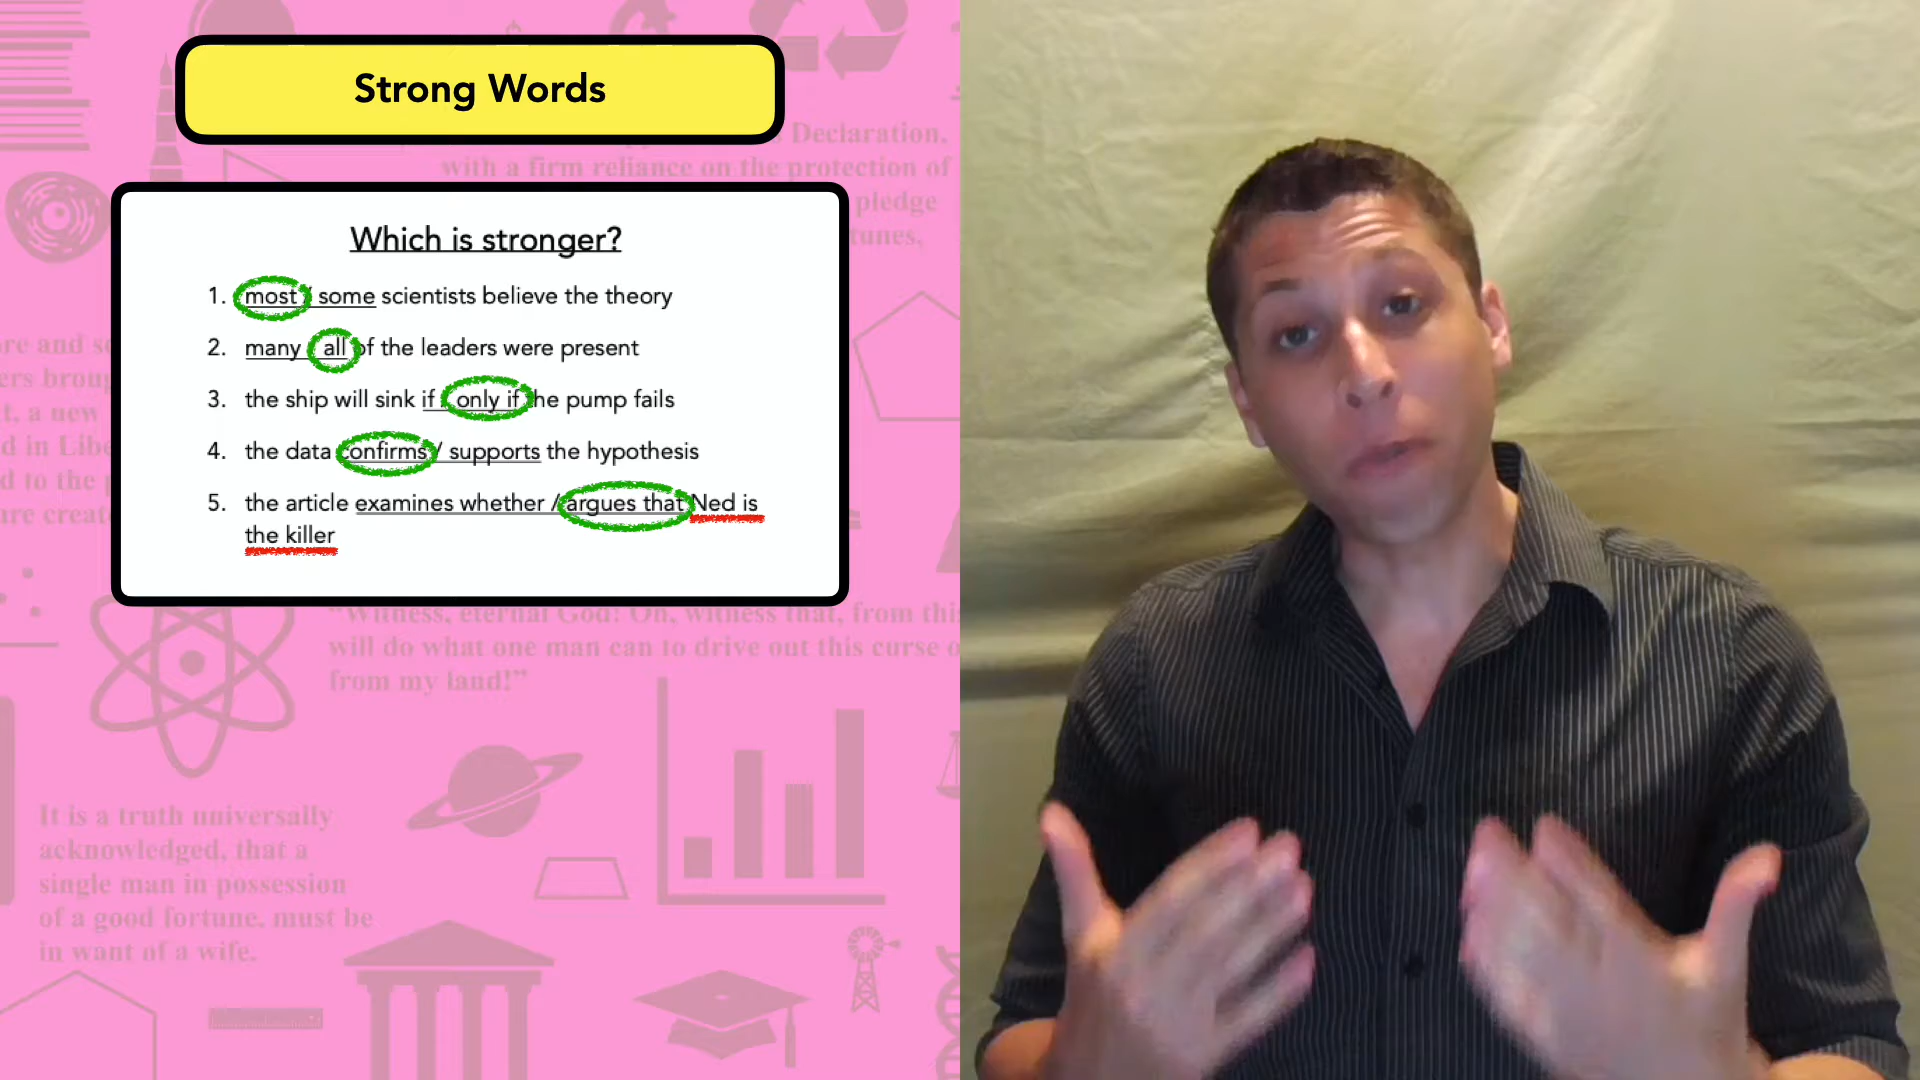 Strong Words
Declaration,
with a firm reliance on the protection of
pledge
tunes,
Which is stronger?
1. most / some scientists believe the theory
2. many all of the leaders were present
3. the ship will sink if only if the pump fails
4. the data confirms / supports the hypothesis
5. the article examines whether / argues that Ned is
the killer
"Witness, eternal God! Oh, witness that, from this
will do what one man can to drive out this curse o
from my land!"
It is a truth universally
acknowledged, that a
single man in possession
of a good fortune, must be
in want of a wife.